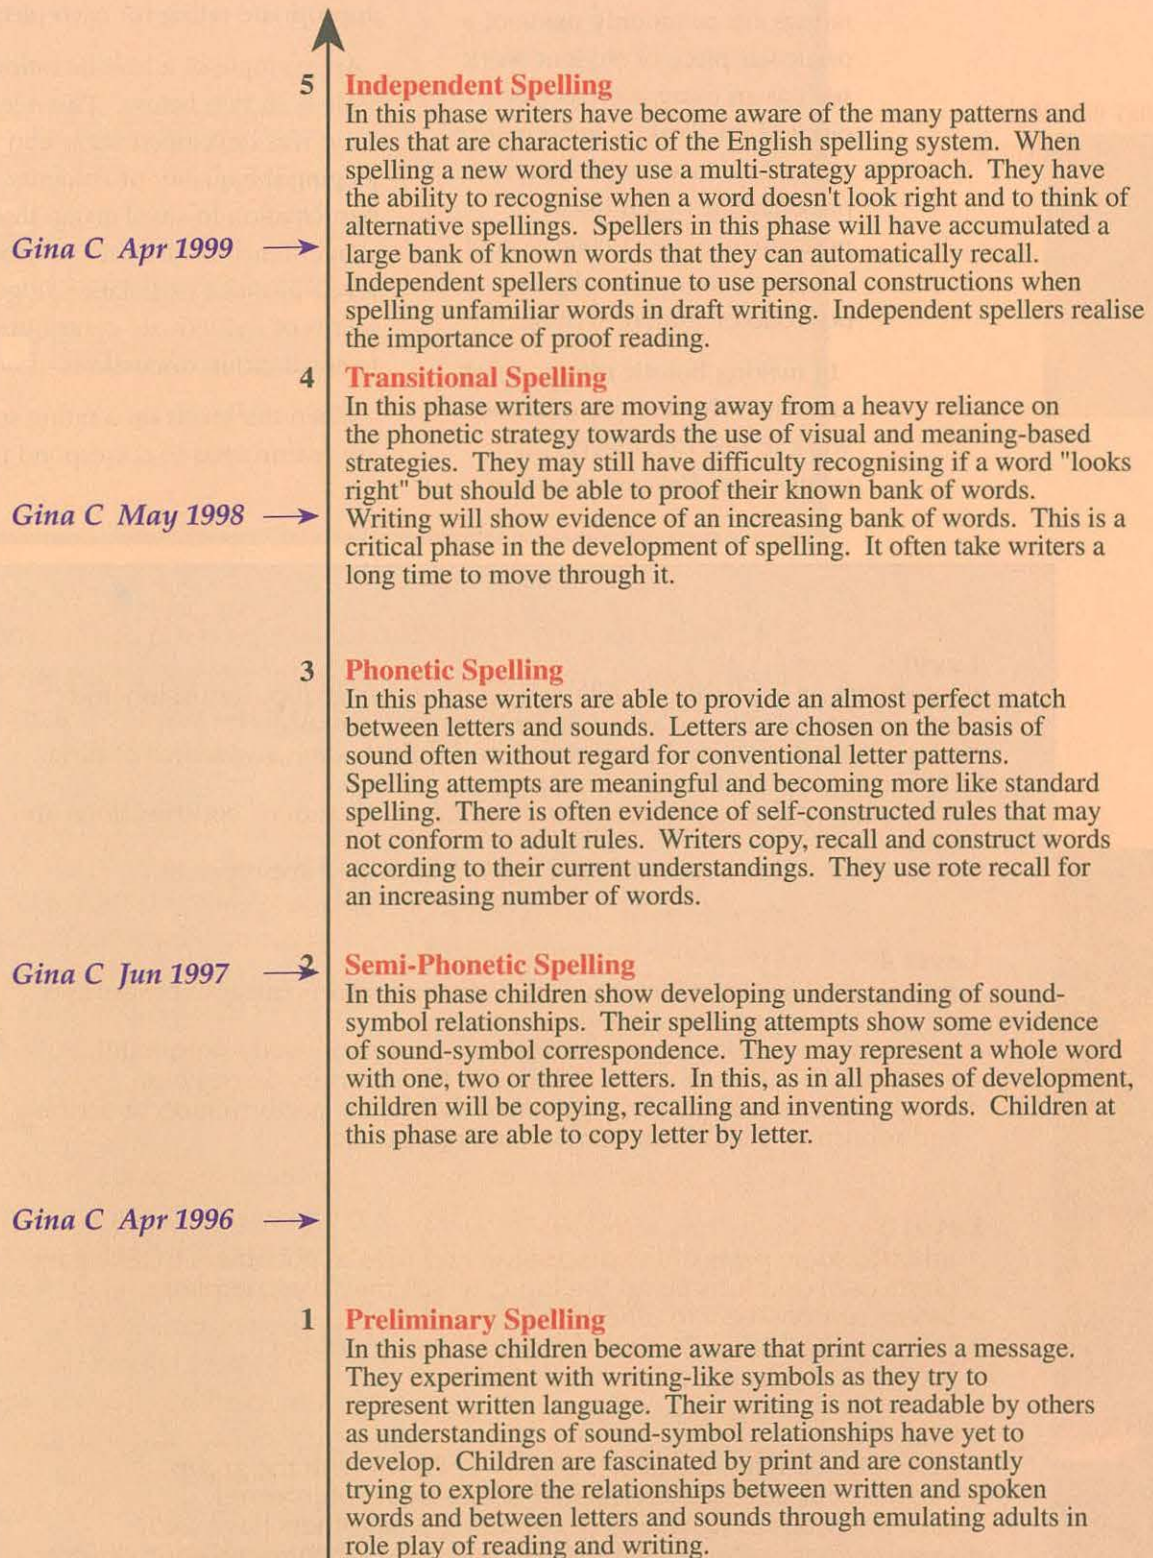 5 Independent Spelling
In this phase writers have become aware of the many patterns and
rules that are characteristic of the English spelling system. When
spelling a new word they use a multi-strategy approach. They have
the ability to recognise when a word doesn't look right and to think of
alternative spellings. Spellers in this phase will have accumulated a
Gina C Apr 1999
large bank of known words that they can automatically recall.
Independent spellers continue to use personal constructions when
spelling unfamiliar words in draft writing. Independent spellers realise
the importance of proof reading.
4 Transitional Spelling
In this phase writers are moving away from a heavy reliance on
the phonetic strategy towards the use of visual and meaning-based
strategies. They may still have difficulty recognising if a word "looks
right" but should be able to proof their known bank of words.
Gina C May 1998
Writing will show evidence of an increasing bank of words. This is a
critical phase in the development of spelling. It often take writers a
long time to move through it.
3 Phonetic Spelling
In this phase writers are able to provide an almost perfect match
between letters and sounds. Letters are chosen on the basis of
sound often without regard for conventional letter patterns.
Spelling attempts are meaningful and becoming more like standard
spelling. There is often evidence of self-constructed rules that may
not conform to adult rules. Writers copy, recall and construct words
according to their current understandings. They use rote recall for
an increasing number of words.
Gina C Jun 1997
2 Semi-Phonetic Spelling
In this phase children show developing understanding of sound-
symbol relationships. Their spelling attempts show some evidence
of sound-symbol correspondence. They may represent a whole word
with one, two or three letters. In this, as in all phases of development,
children will be copying, recalling and inventing words. Children at
this phase are able to copy letter by letter.
Gina C Apr 1996
1 Preliminary Spelling
In this phase children become aware that print carries a message.
They experiment with writing-like symbols as they try to
represent written language. Their writing is not readable by others
as understandings of sound-symbol relationships have yet to
develop. Children are fascinated by print and are constantly
trying to explore the relationships between written and spoken
words and between letters and sounds through emulating adults in
role play of reading and writing.